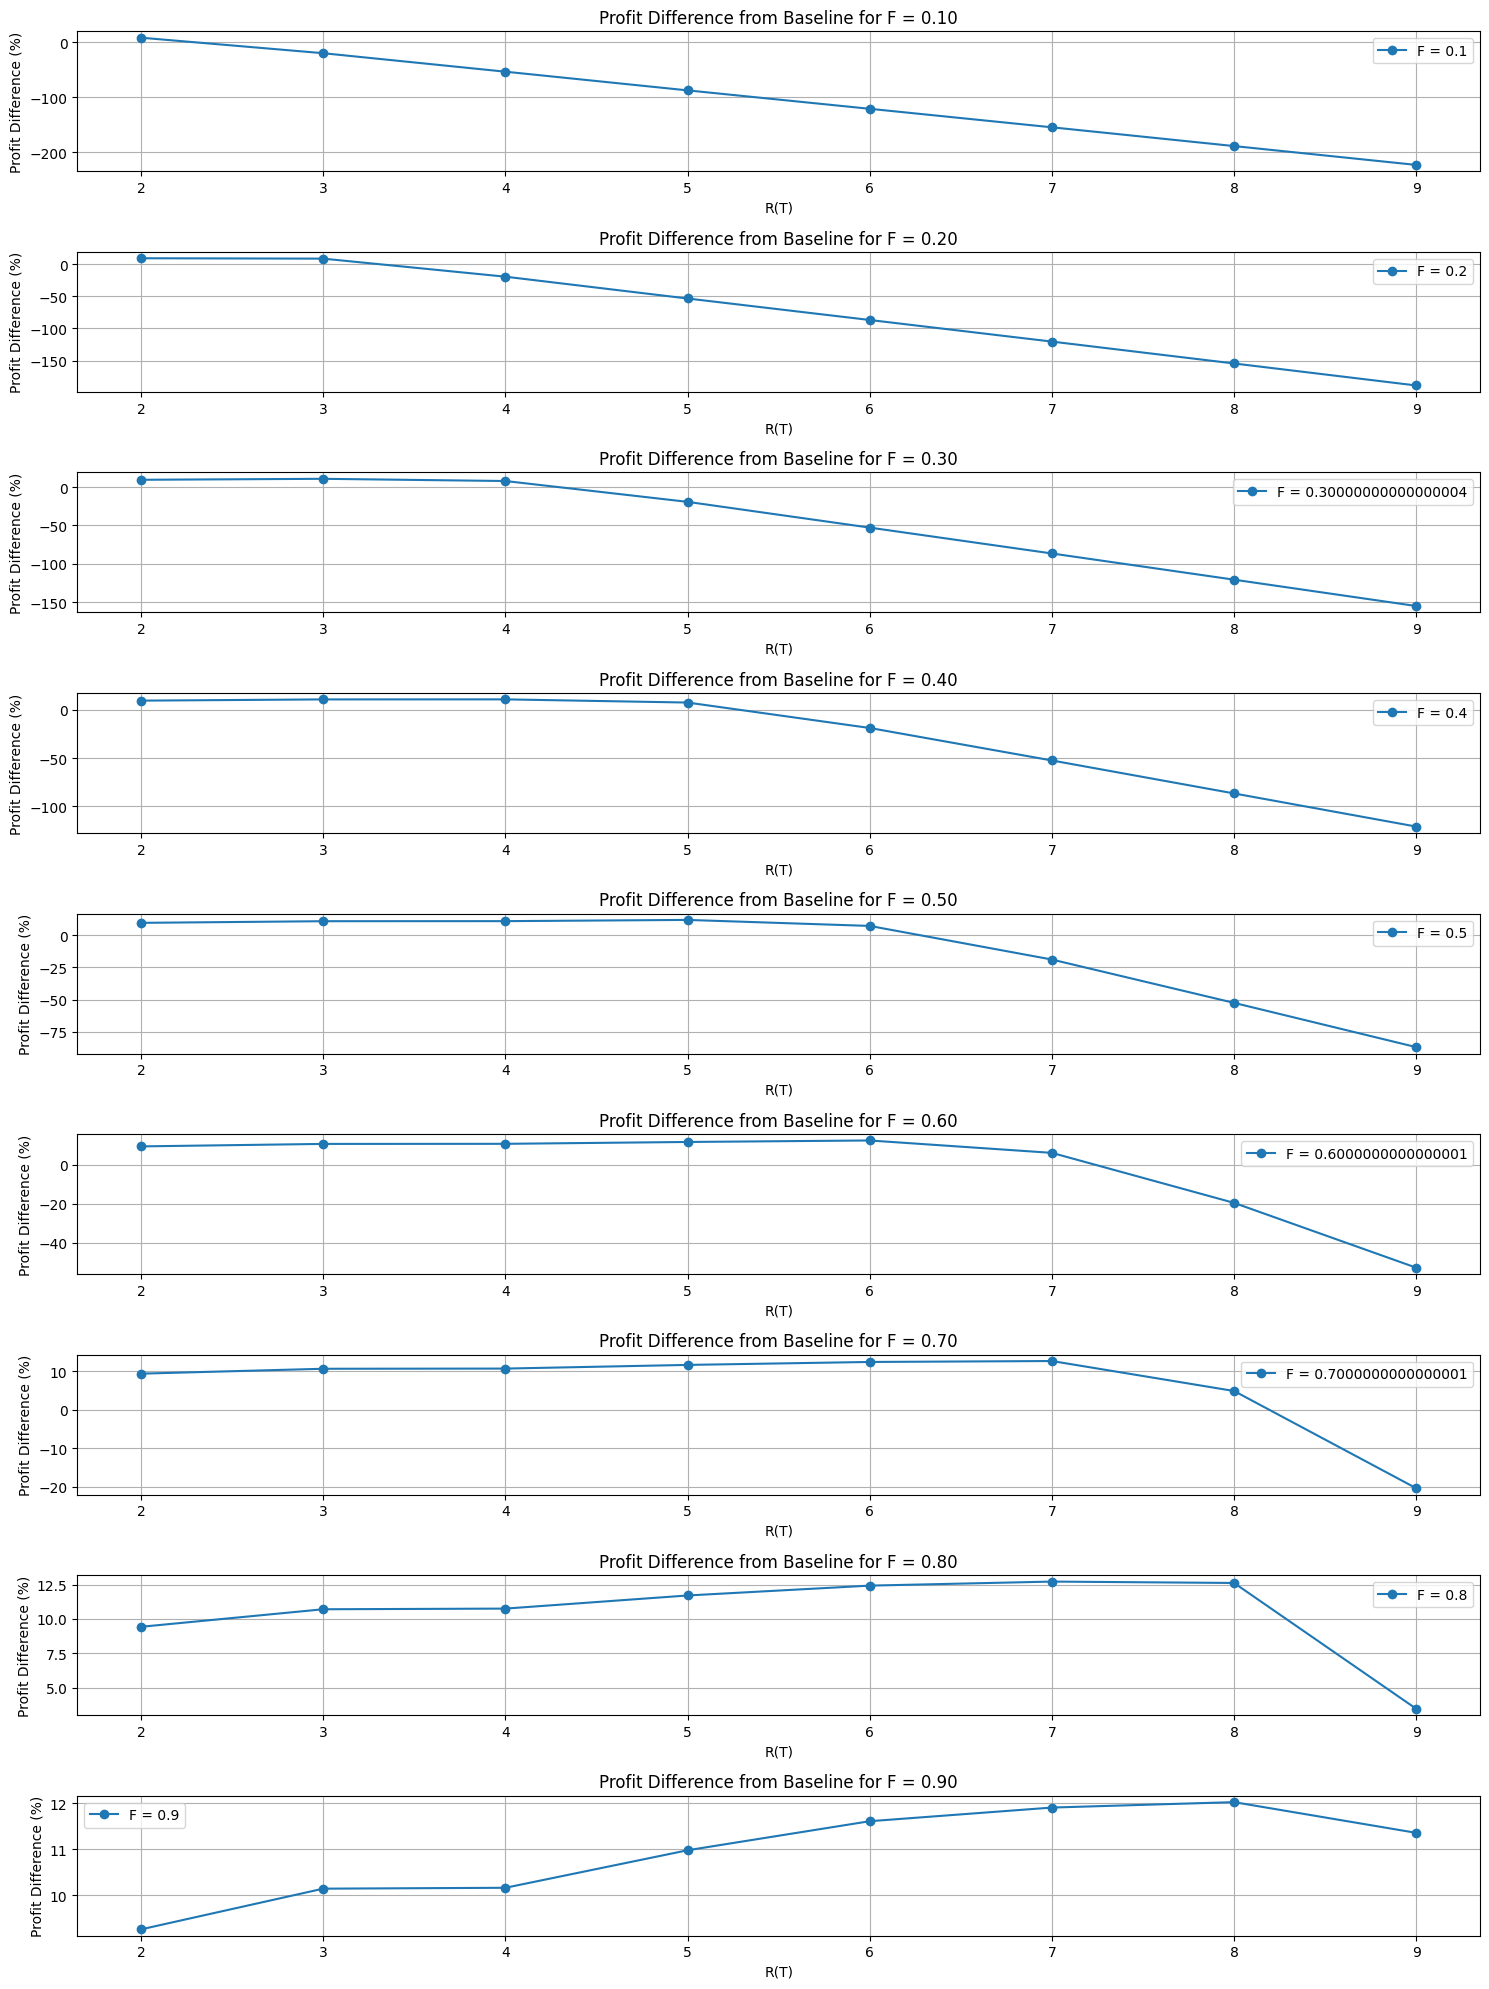 Profit Difference from Baseline for F = 0.10
Profit Difference (%)
0
−100
−200
F = 0.1
2 3 4 5 6 7 8 9
R(T)
Profit Difference from Baseline for F = 0.20
Profit Difference (%)
0
−50
−100
−150
F = 0.2
2 3 4 5 6 7 8 9
R(T)
Profit Difference from Baseline for F = 0.30
Profit Difference (%)
0
−50
−100
−150
F = 0.30000000000000004
2 3 4 5 6 7 8 9
R(T)
Profit Difference from Baseline for F = 0.40
Profit Difference (%)
0
−50
−100
F = 0.4
2 3 4 5 6 7 8 9
R(T)
Profit Difference from Baseline for F = 0.50
Profit Difference (%)
0
−25
−50
−75
F = 0.5
2 3 4 5 6 7 8 9
R(T)
Profit Difference from Baseline for F = 0.60
Profit Difference (%)
0
−20
−40
F = 0.6000000000000001
2 3 4 5 6 7 8 9
R(T)
Profit Difference from Baseline for F = 0.70
Profit Difference (%)
10
0
−10
−20
F = 0.7000000000000001
2 3 4 5 6 7 8 9
R(T)
Profit Difference from Baseline for F = 0.80
Profit Difference (%)
12.5
10.0
7.5
5.0
F = 0.8
2 3 4 5 6 7 8 9
R(T)
Profit Difference from Baseline for F = 0.90
Profit Difference (%)
12
11
10
F = 0.9
2 3 4 5 6 7 8 9
R(T)